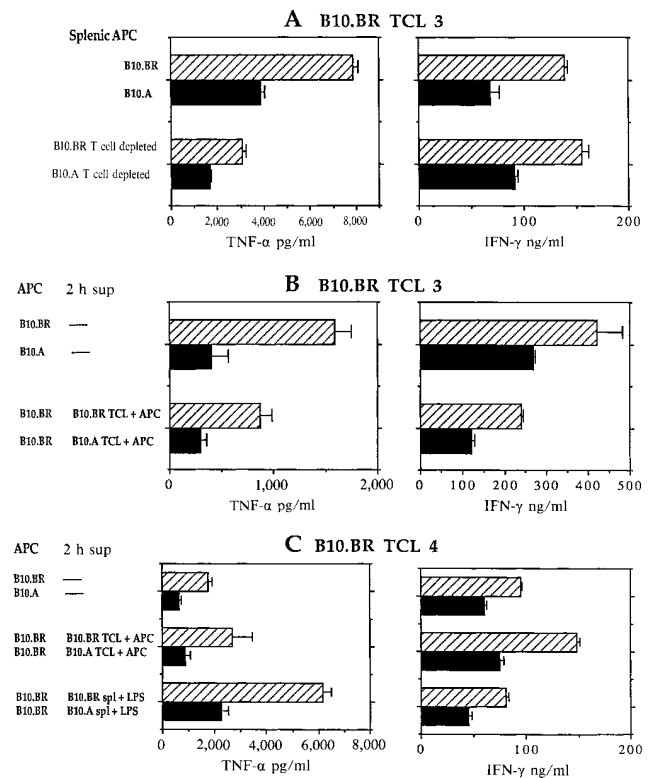 A B10.BR TCL 3
Splenic APC
B10.BR
B10.A
B10.BR T cell depleted
B10.A T cell depleted
0 2,000 4,000 6,000 8,000
TNF-α pg/ml
0 100 200
IFN-γ ng/ml
B B10.BR TCL 3
APC 2 h sup
B10.BR —
B10.A —
B10.BR B10.BR TCL + APC
B10.BR B10.A TCL + APC
0 1,000 2,000
TNF-α pg/ml
0 100 200 300 400 500
IFN-γ ng/ml
C B10.BR TCL 4
APC 2 h sup
B10.BR —
B10.A —
B10.BR B10.BR TCL + APC
B10.BR B10.A TCL + APC
B10.BR B10.BR spl + LPS
B10.BR B10.A spl + LPS
0 2,000 4,000 6,000 8,000
TNF-α pg/ml
0 100 200
IFN-γ ng/ml